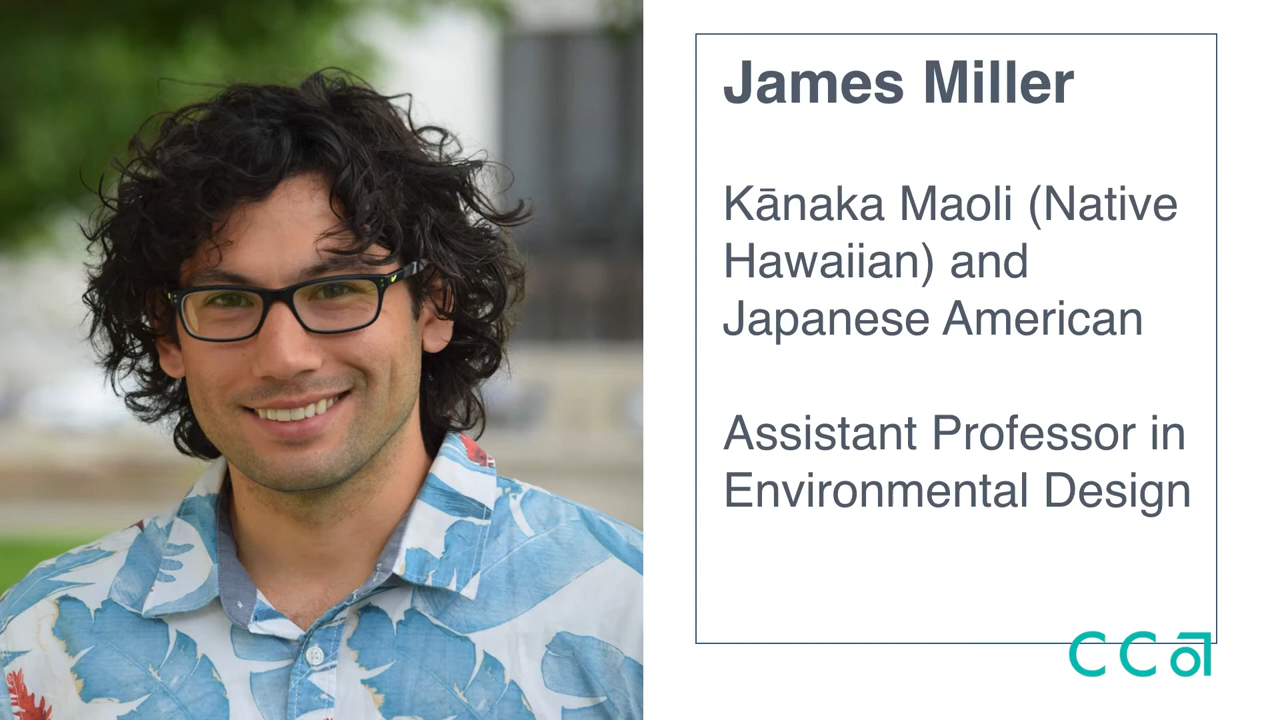 James Miller
Kānaka Maoli (Native
Hawaiian) and
Japanese American
Assistant Professor in
Environmental Design
CCA